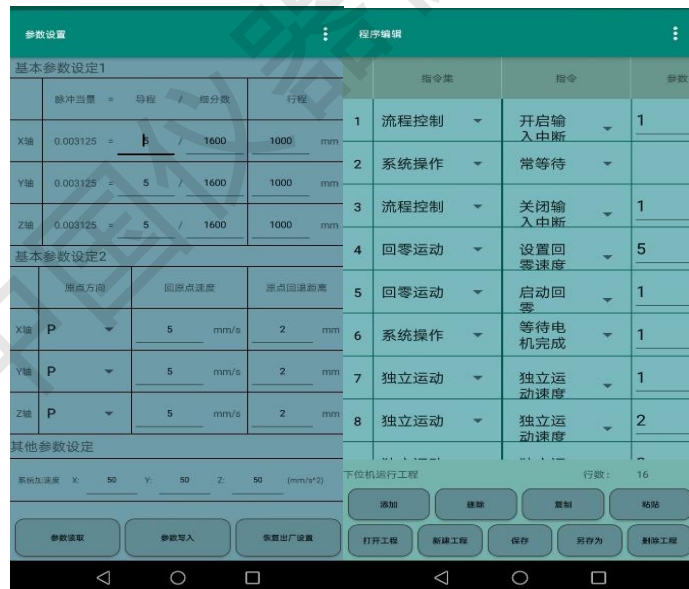 参数设置
基本参数设定1
脉冲当量 = 导程 / 细分数 行程
X轴 0.003125 = 5 / 1600 1000 mm
Y轴 0.003125 = 5 / 1600 1000 mm
Z轴 0.003125 = 5 / 1600 1000 mm
基本参数设定2
原点方向 回原点速度 原点回退距离
X轴 P 5 mm/s 2 mm
Y轴 P 5 mm/s 2 mm
Z轴 P 5 mm/s 2 mm
其他参数设定
系统加速度 X: 50 Y: 50 Z: 50 (mm/s^2)
参数读取 参数写入 恢复出厂设置
程序编辑
指令集 指令 参数
1 流程控制 开启输入中断 1
2 系统操作 常等待
3 流程控制 关闭输入中断 1
4 回零运动 设置回零速度 5
5 回零运动 启动回零 1
6 系统操作 等待电机完成 1
7 独立运动 独立运动速度 1
8 独立运动 独立运动速度 2
下位机运行工程 行数: 16
添加 删除 复制 粘贴
打开工程 新建工程 保存 另存为 删除工程
中国仪器